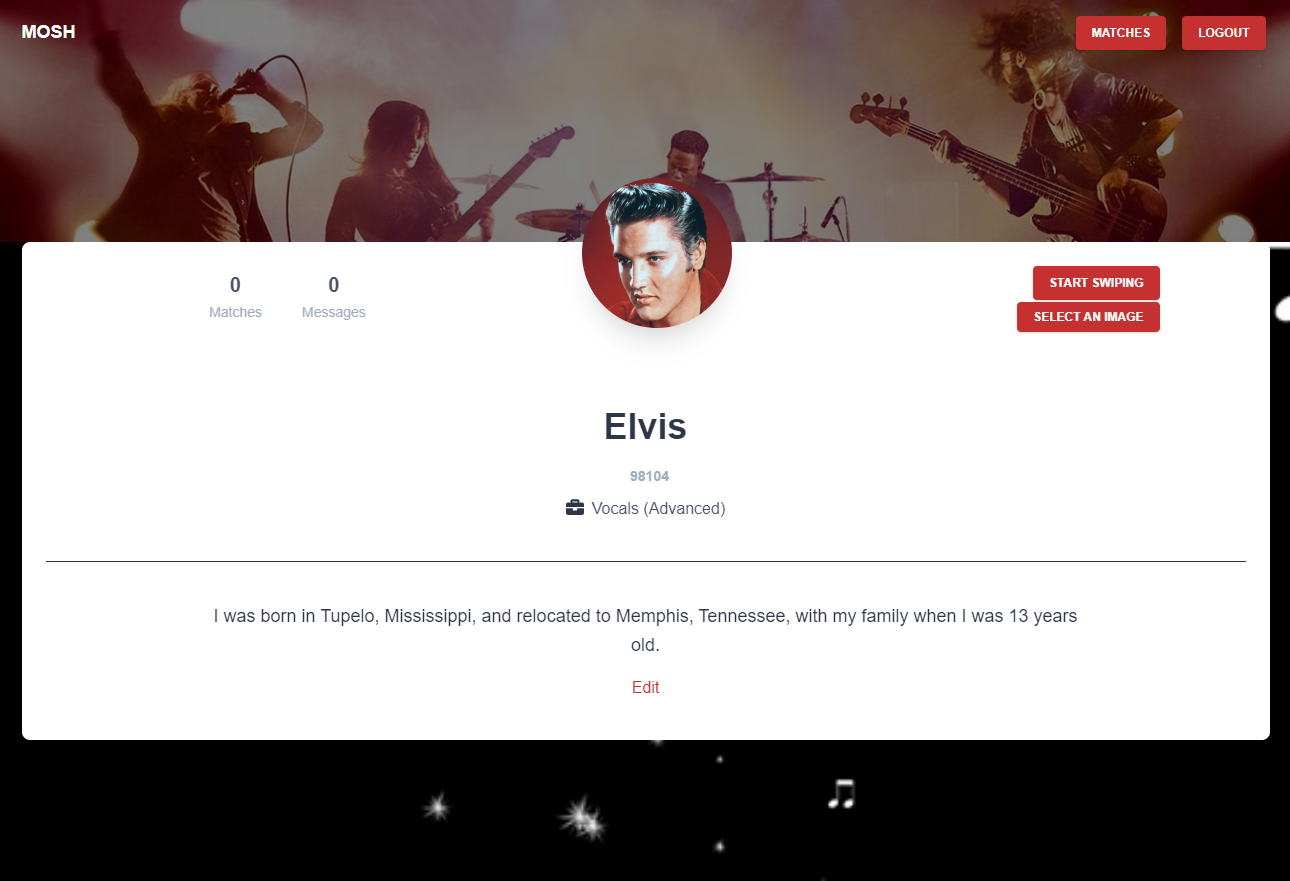 MOSH
MATCHES
LOGOUT
0
Matches
0
Messages
START SWIPING
SELECT AN IMAGE
Elvis
98104
Vocals (Advanced)
I was born in Tupelo, Mississippi, and relocated to Memphis, Tennessee, with my family when I was 13 years
old.
Edit